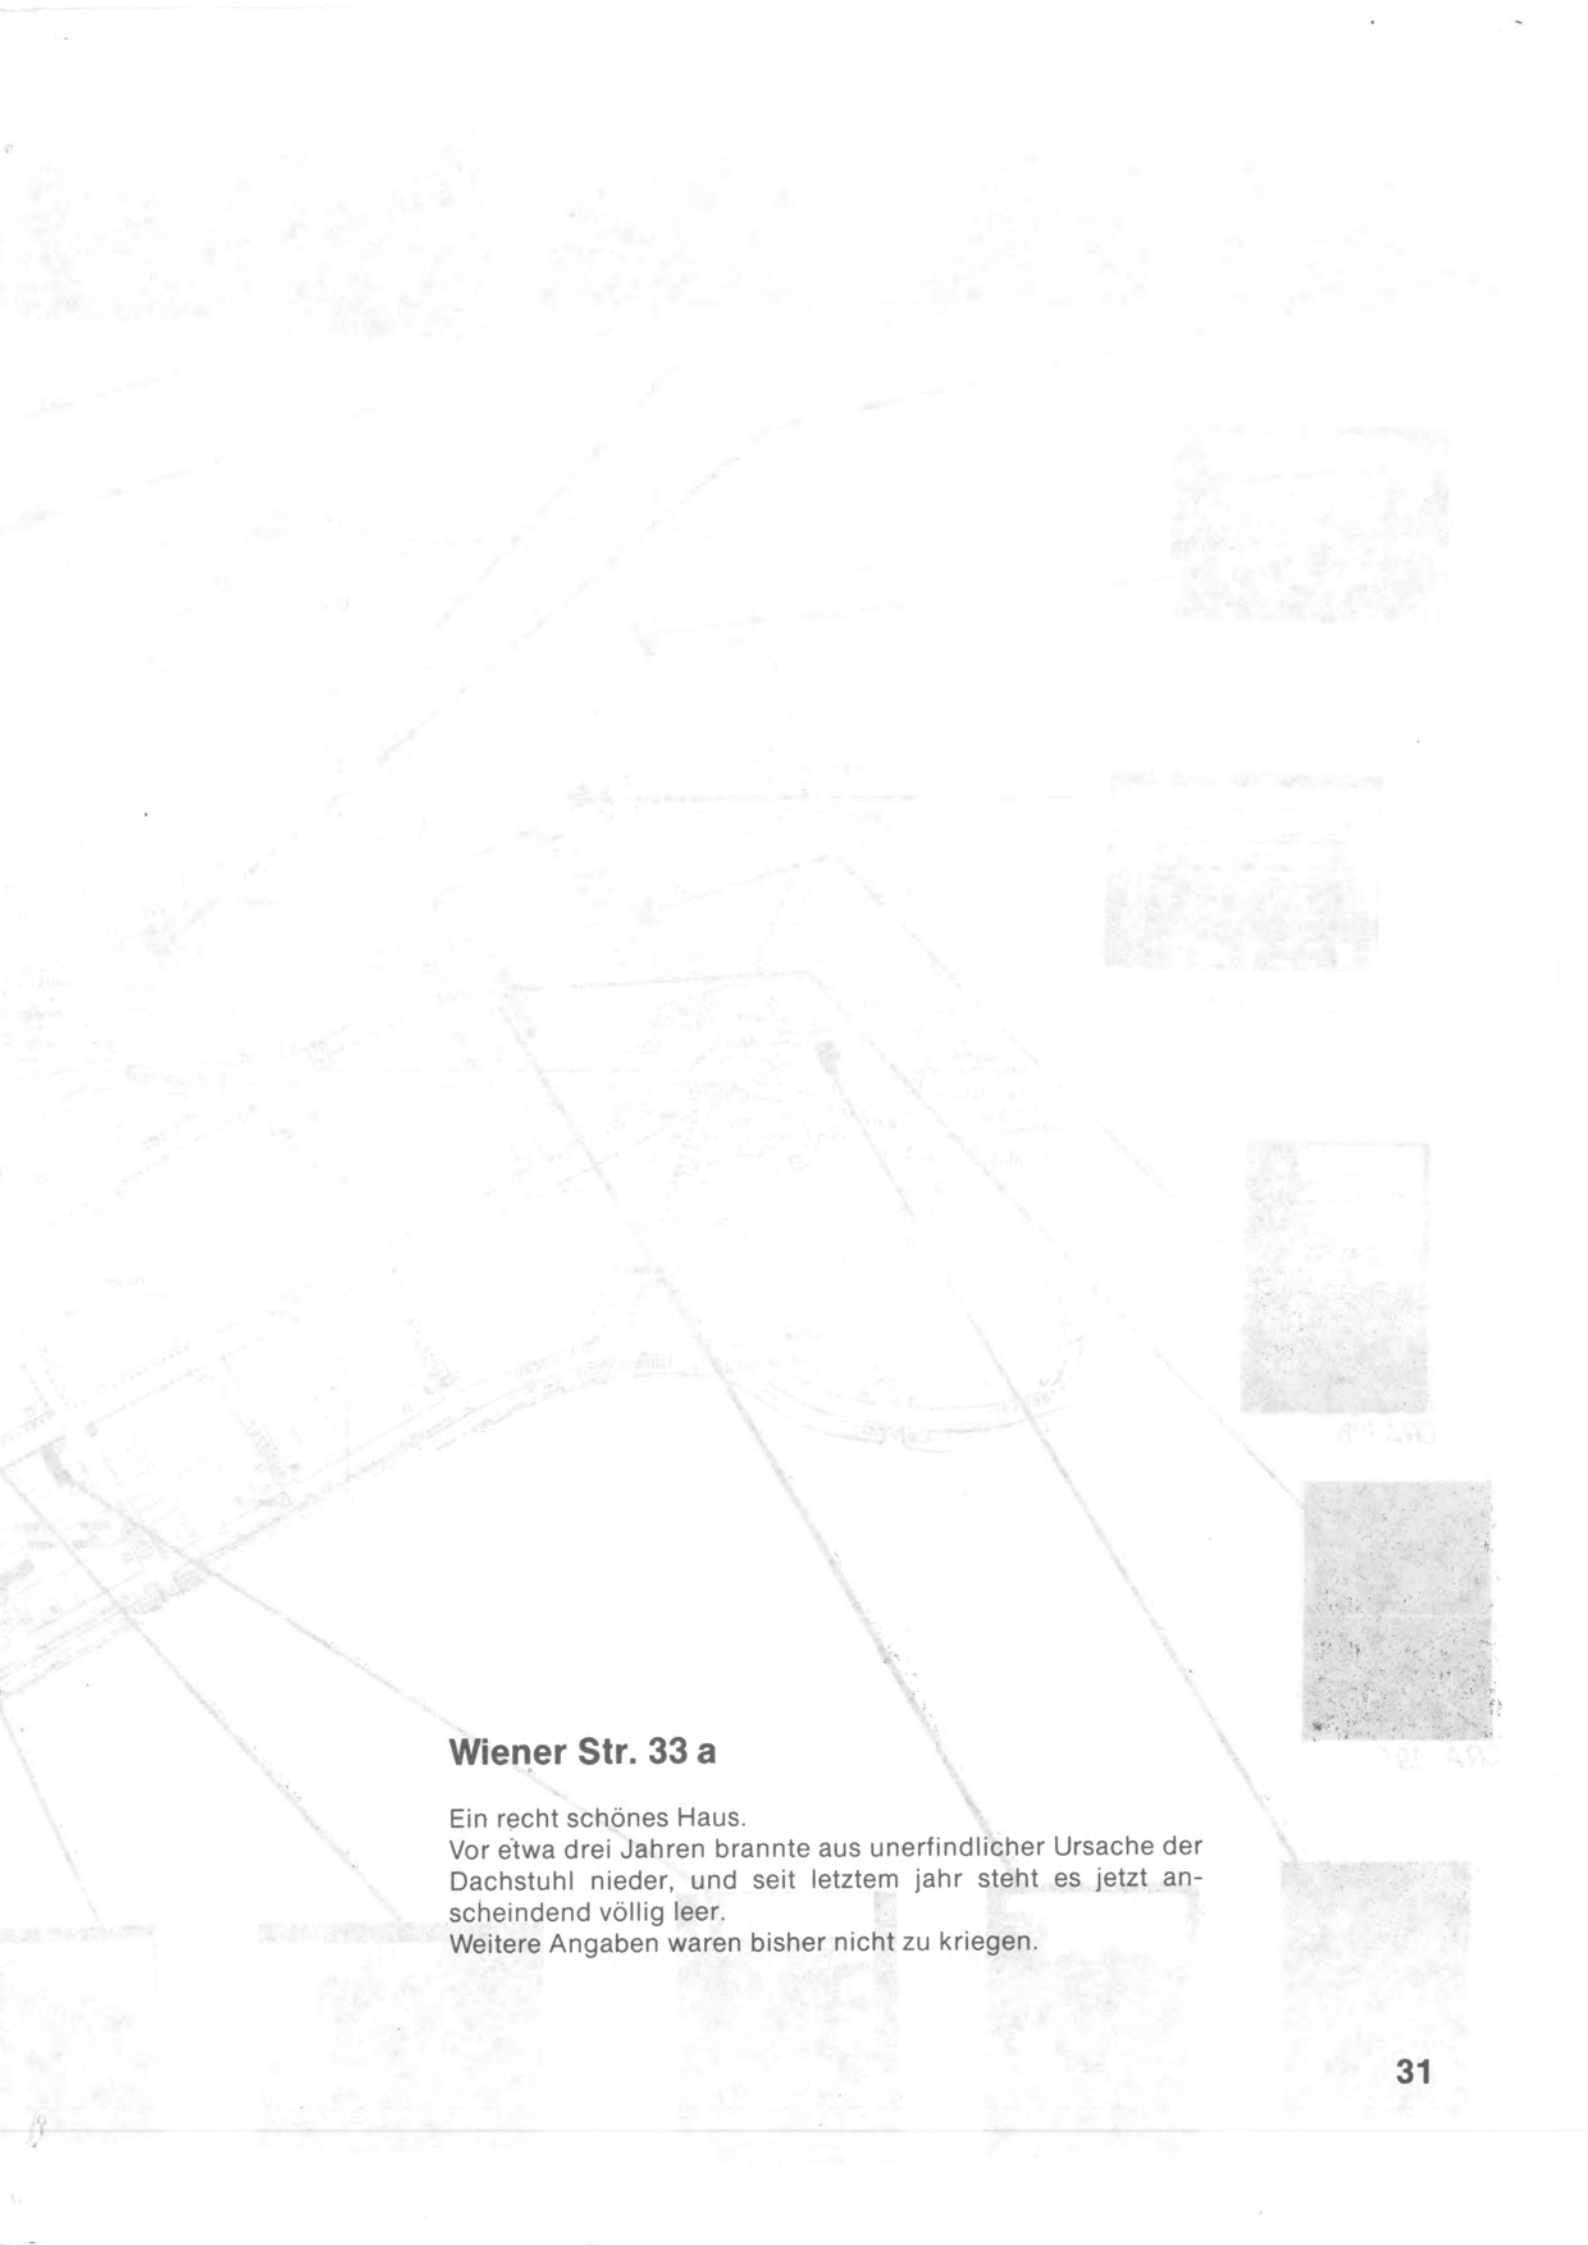 Wiener Str. 33 a
Ein recht schönes Haus.
Vor etwa drei Jahren brannte aus unerfindlicher Ursache der
Dachstuhl nieder, und seit letztem jahr steht es jetzt an-
scheindend völlig leer.
Weitere Angaben waren bisher nicht zu kriegen.
31